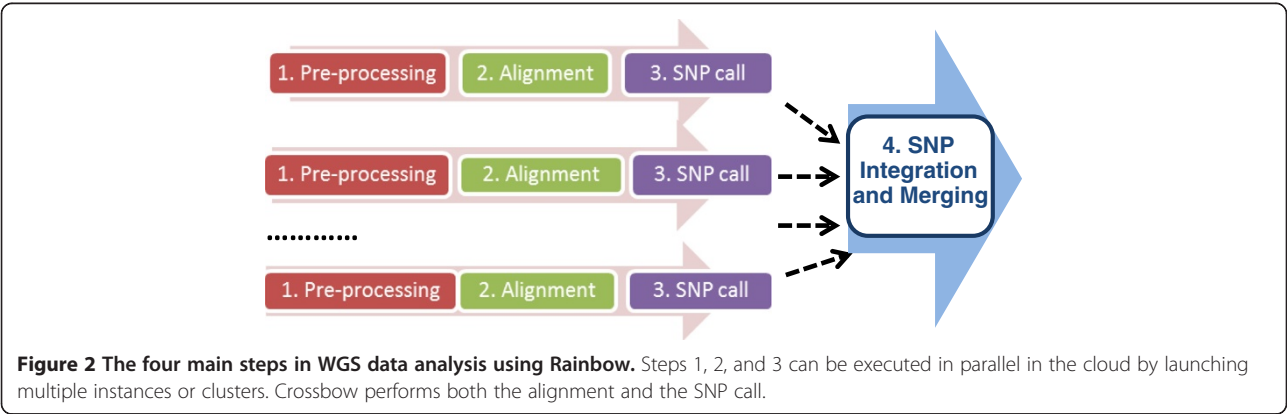 1. Pre-processing 2. Alignment 3. SNP call
1. Pre-processing 2. Alignment 3. SNP call
…………
1. Pre-processing 2. Alignment 3. SNP call
4. SNP
Integration
and Merging
Figure 2 The four main steps in WGS data analysis using Rainbow. Steps 1, 2, and 3 can be executed in parallel in the cloud by launching
multiple instances or clusters. Crossbow performs both the alignment and the SNP call.